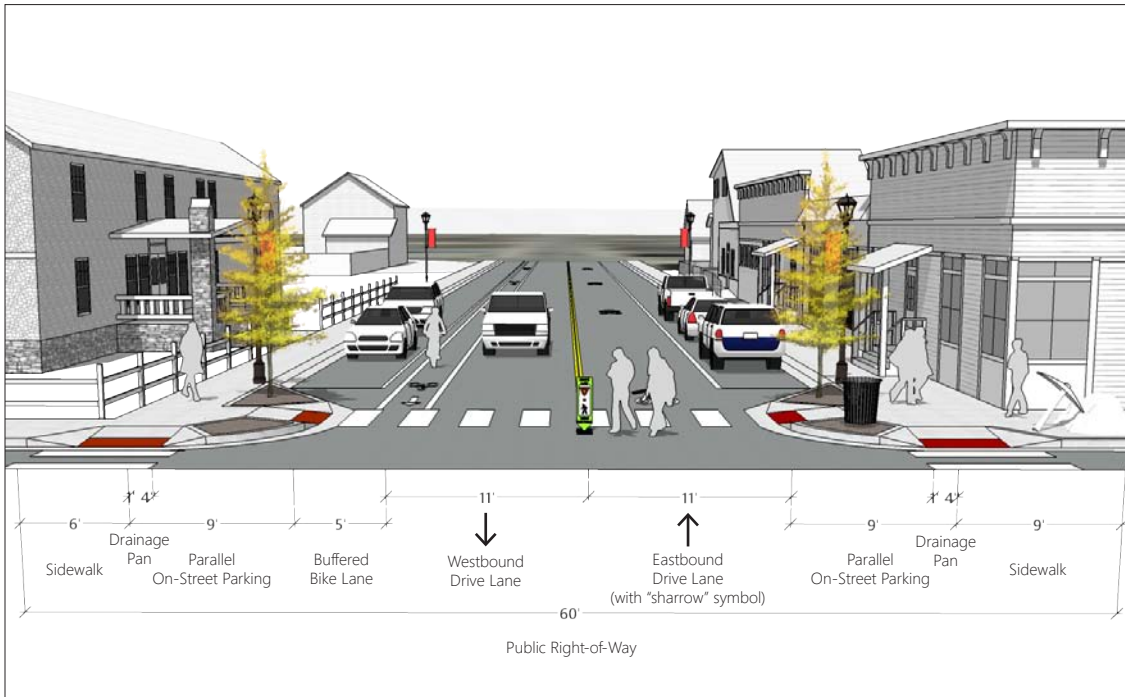 1' 4"
11'
11'
1' 4"
6'
9'
5'
9'
9'
Sidewalk
Drainage
Pan
Parallel
On-Street Parking
Buffered
Bike Lane
Westbound
Drive Lane
Eastbound
Drive Lane
(with "sharrow" symbol)
Parallel
On-Street Parking
Drainage
Pan
Sidewalk
60'
Public Right-of-Way